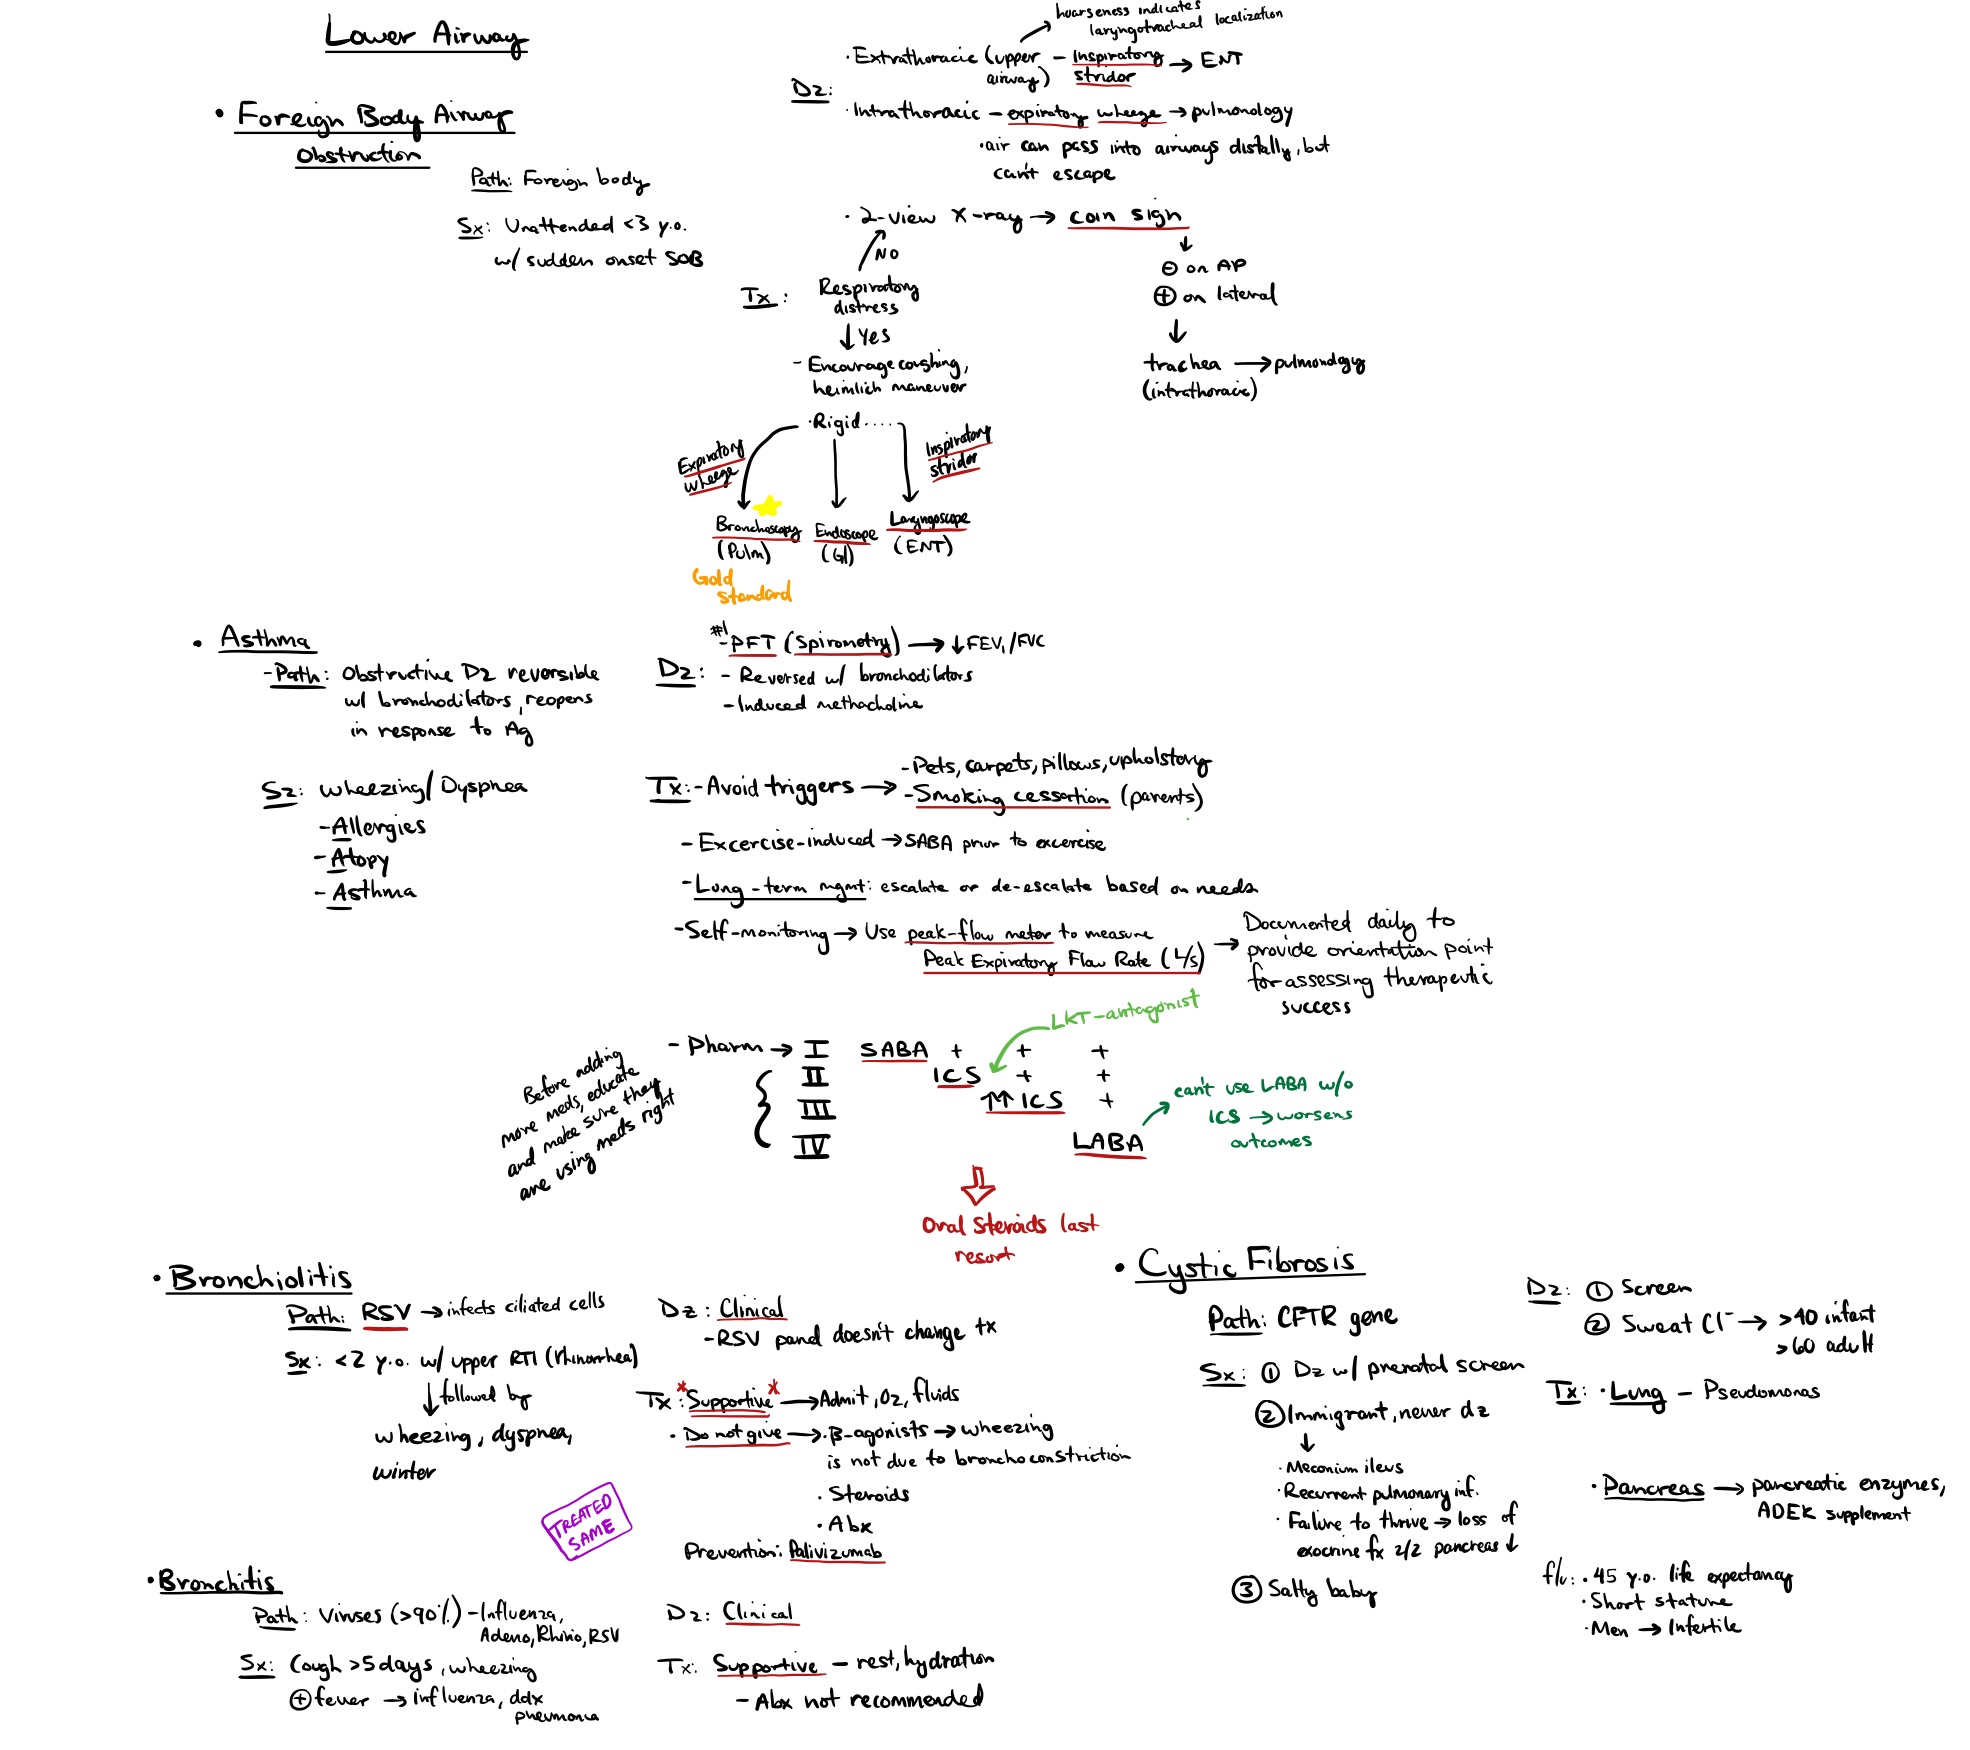 Lower Airway
• Foreign Body Airway
Obstruction
Path: Foreign body
Sx: Unattended <3 y.o.
w/ sudden onset SOB
hoarseness indicates
laryngotracheal localization
Dz:
· Extrathoracic (upper
airway) – Inspiratory
stridor → ENT
· Intrathoracic – expiratory wheeze → pulmonology
· air can pass into airways distally, but
can't escape
· 2-view X-ray → coin sign
⊖ on AP
⊕ on lateral
trachea → pulmonology
(intrathoracic)
NO
Tx: Respiratory
distress
↓ Yes
- Encourage coughing,
heimlich maneuver
· Rigid ....
Expiratory
wheeze
Inspiratory
stridor
Bronchoscopy
(Pulm)
Endoscope
(GI)
Laryngoscope
(ENT)
Gold
standard
• Asthma
- Path: Obstructive Dz reversible
w/ bronchodilators, reopens
in response to Ag
Sz: wheezing/Dyspnea
- Allergies
- Atopy
- Asthma
#1
Dz: - PFT (Spirometry) → ↓FEV₁/FVC
- Reversed w/ bronchodilators
- Induced methacholine
Tx: - Avoid triggers → - Pets, carpets, pillows, upholstory
- Smoking cessartion (parents)
- Excercise-induced → SABA prior to excercise
- Lung-term mgmt: escalate or de-escalate based on needs
- Self-monitoring → Use peak-flow meter to measure
Peak Expiratory Flow Rate (L/s)
→ Documented daily to
provide orientation point
for assessing therapeutic
success
LKT-antagonist
- Pharm → I SABA + + +
II ICS + +
III ↑↑ ICS +
IV LABA
Before adding
more meds, educate
and make sure they
are using meds right
can't use LABA w/o
ICS → worsens
outcomes
Oral Steroids last
resort
• Bronchiolitis
Path: RSV → infects ciliated cells
Sx: <2 y.o. w/ upper RTI (rhinorrhea)
↓ followed by
wheezing, dyspnea,
winter
Dz: Clinical
- RSV panel doesn't change tx
Tx: *Supportive* → Admit, O2, fluids
· Do not give → · β-agonists → wheezing
is not due to bronchoconstriction
· Steroids
· Abx
Prevention: Palivizumab
TREATED
SAME
• Bronchitis
Path: Viruses (>90%) – Influenza,
Adeno, Rhino, RSV
Sx: Cough >5 days, wheezing
⊕ fever → influenza, ddx
pneumonia
Dz: Clinical
Tx: Supportive – rest, hydration
- Abx not recommended
• Cystic Fibrosis
Path: CFTR gene
Sx: ① Dz w/ prenatal screen
② Immigrant, never dz
↓
· Meconium ileus
· Recurrent pulmonary inf.
· Failure to thrive → loss of
exocrine fx 2/2 pancreas ↓
③ Salty baby
Dz: ① Screen
② Sweat Cl⁻ → >40 infant
>60 adult
Tx: · Lung – Pseudomonas
· Pancreas → pancreatic enzymes,
ADEK supplement
f/u: · 45 y.o. life expectancy
· Short stature
· Men → Infertile